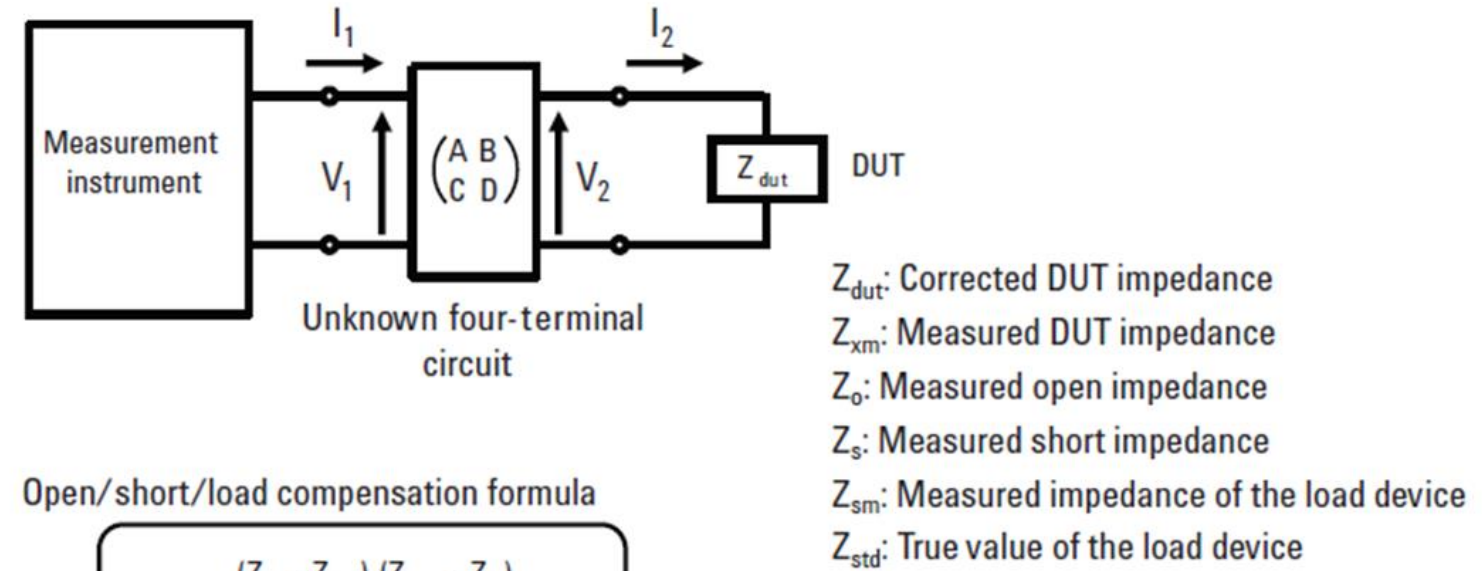 I1
I2
Measurement
instrument
V1
(A B
C D)
V2
Z dut
DUT
Unknown four-terminal
circuit
Zdut: Corrected DUT impedance
Zxm: Measured DUT impedance
Zo: Measured open impedance
Zs: Measured short impedance
Zsm: Measured impedance of the load device
Zstd: True value of the load device
Open/short/load compensation formula